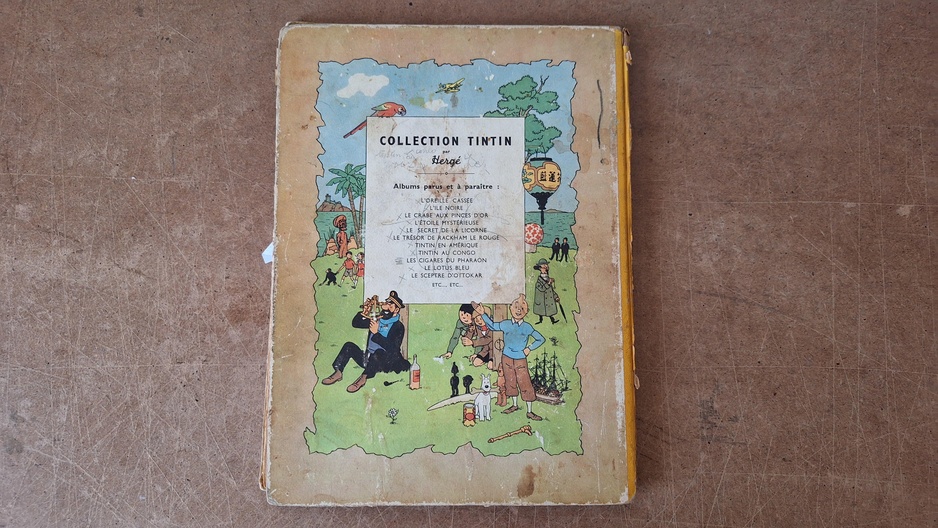 COLLECTION TINTIN
par
Hergé
Albums parus et à paraître :
L'OREILLE CASSÉE
L'ILE NOIRE
LE CRABE AUX PINCES D'OR
L'ÉTOILE MYSTÉRIEUSE
LE SECRET DE LA LICORNE
LE TRÉSOR DE RACKHAM LE ROUGE
TINTIN EN AMÉRIQUE
TINTIN AU CONGO
LES CIGARES DU PHARAON
LE LOTUS BLEU
LE SCEPTRE D'OTTOKAR
ETC..., ETC...